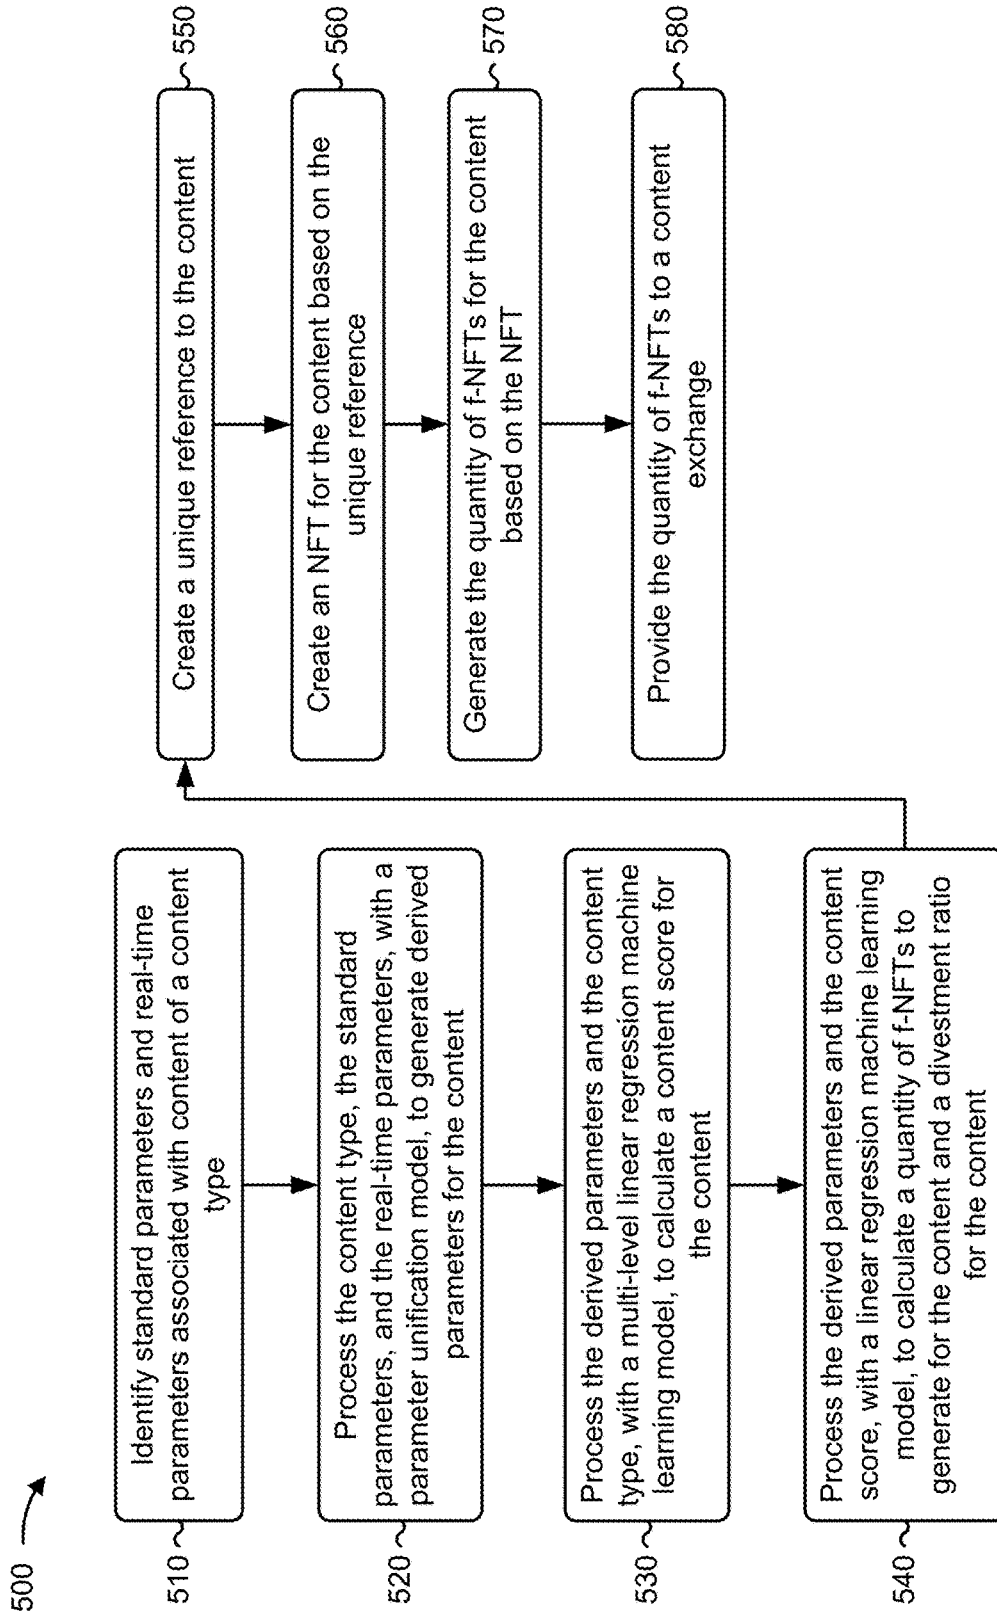 500
510
Identify standard parameters and real-time
parameters associated with content of a content
type
520
Process the content type, the standard
parameters, and the real-time parameters, with a
parameter unification model, to generate derived
parameters for the content
530
Process the derived parameters and the content
type, with a multi-level linear regression machine
learning model, to calculate a content score for
the content
540
Process the derived parameters and the content
score, with a linear regression machine learning
model, to calculate a quantity of f-NFTs to
generate for the content and a divestment ratio
for the content
550
Create a unique reference to the content
560
Create an NFT for the content based on the
unique reference
570
Generate the quantity of f-NFTs for the content
based on the NFT
580
Provide the quantity of f-NFTs to a content
exchange